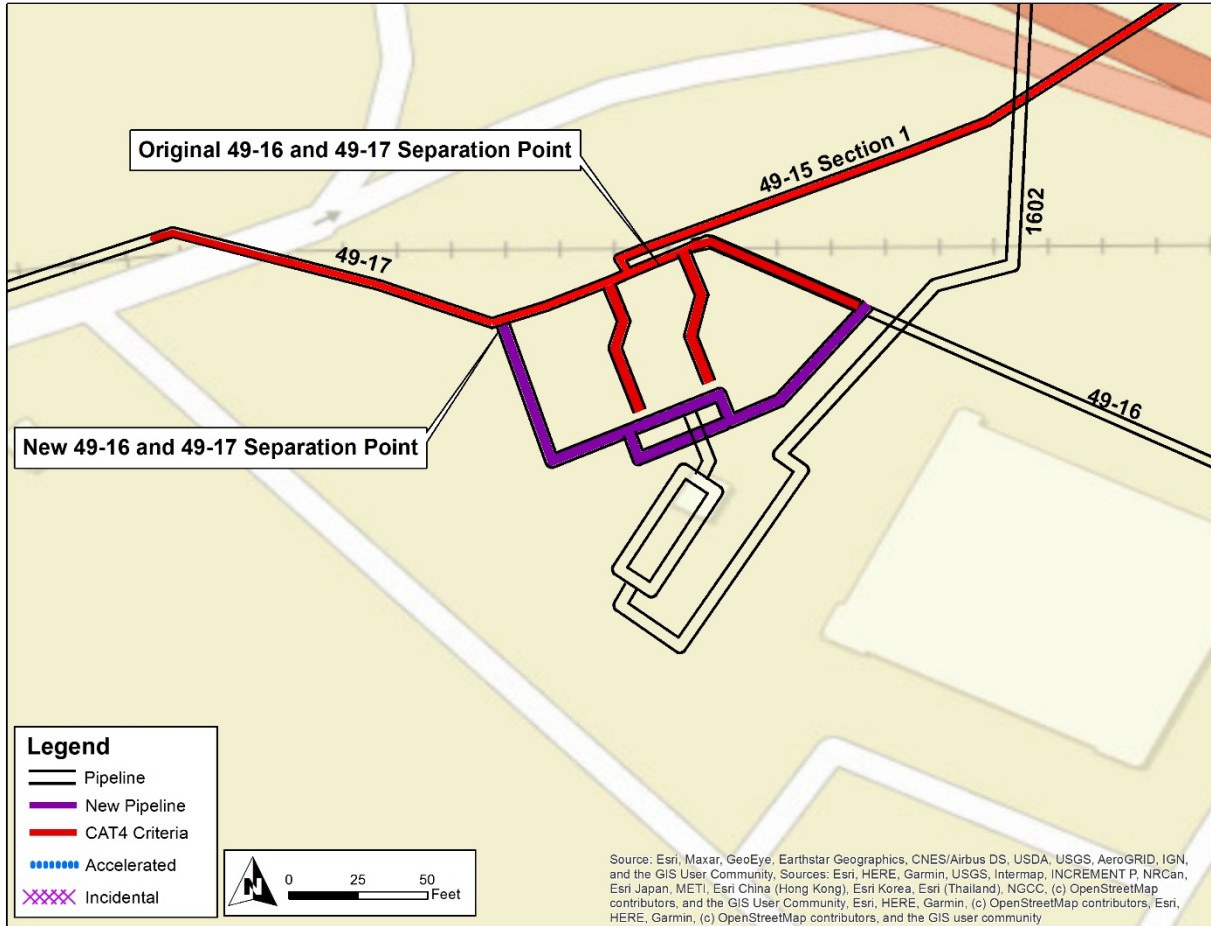 Original 49-16 and 49-17 Separation Point
49-15 Section 1
1602
49-17
49-16
New 49-16 and 49-17 Separation Point
Legend
Pipeline
New Pipeline
CAT4 Criteria
Accelerated
Incidental
N
0 25 50
Feet
Source: Esri, Maxar, GeoEye, Earthstar Geographics, CNES/Airbus DS, USDA, USGS, AeroGRID, IGN,
and the GIS User Community, Sources: Esri, HERE, Garmin, USGS, Intermap, INCREMENT P, NRCan,
Esri Japan, METI, Esri China (Hong Kong), Esri Korea, Esri (Thailand), NGCC, (c) OpenStreetMap
contributors, and the GIS User Community, Esri, HERE, Garmin, (c) OpenStreetMap contributors, Esri,
HERE, Garmin, (c) OpenStreetMap contributors, and the GIS user community